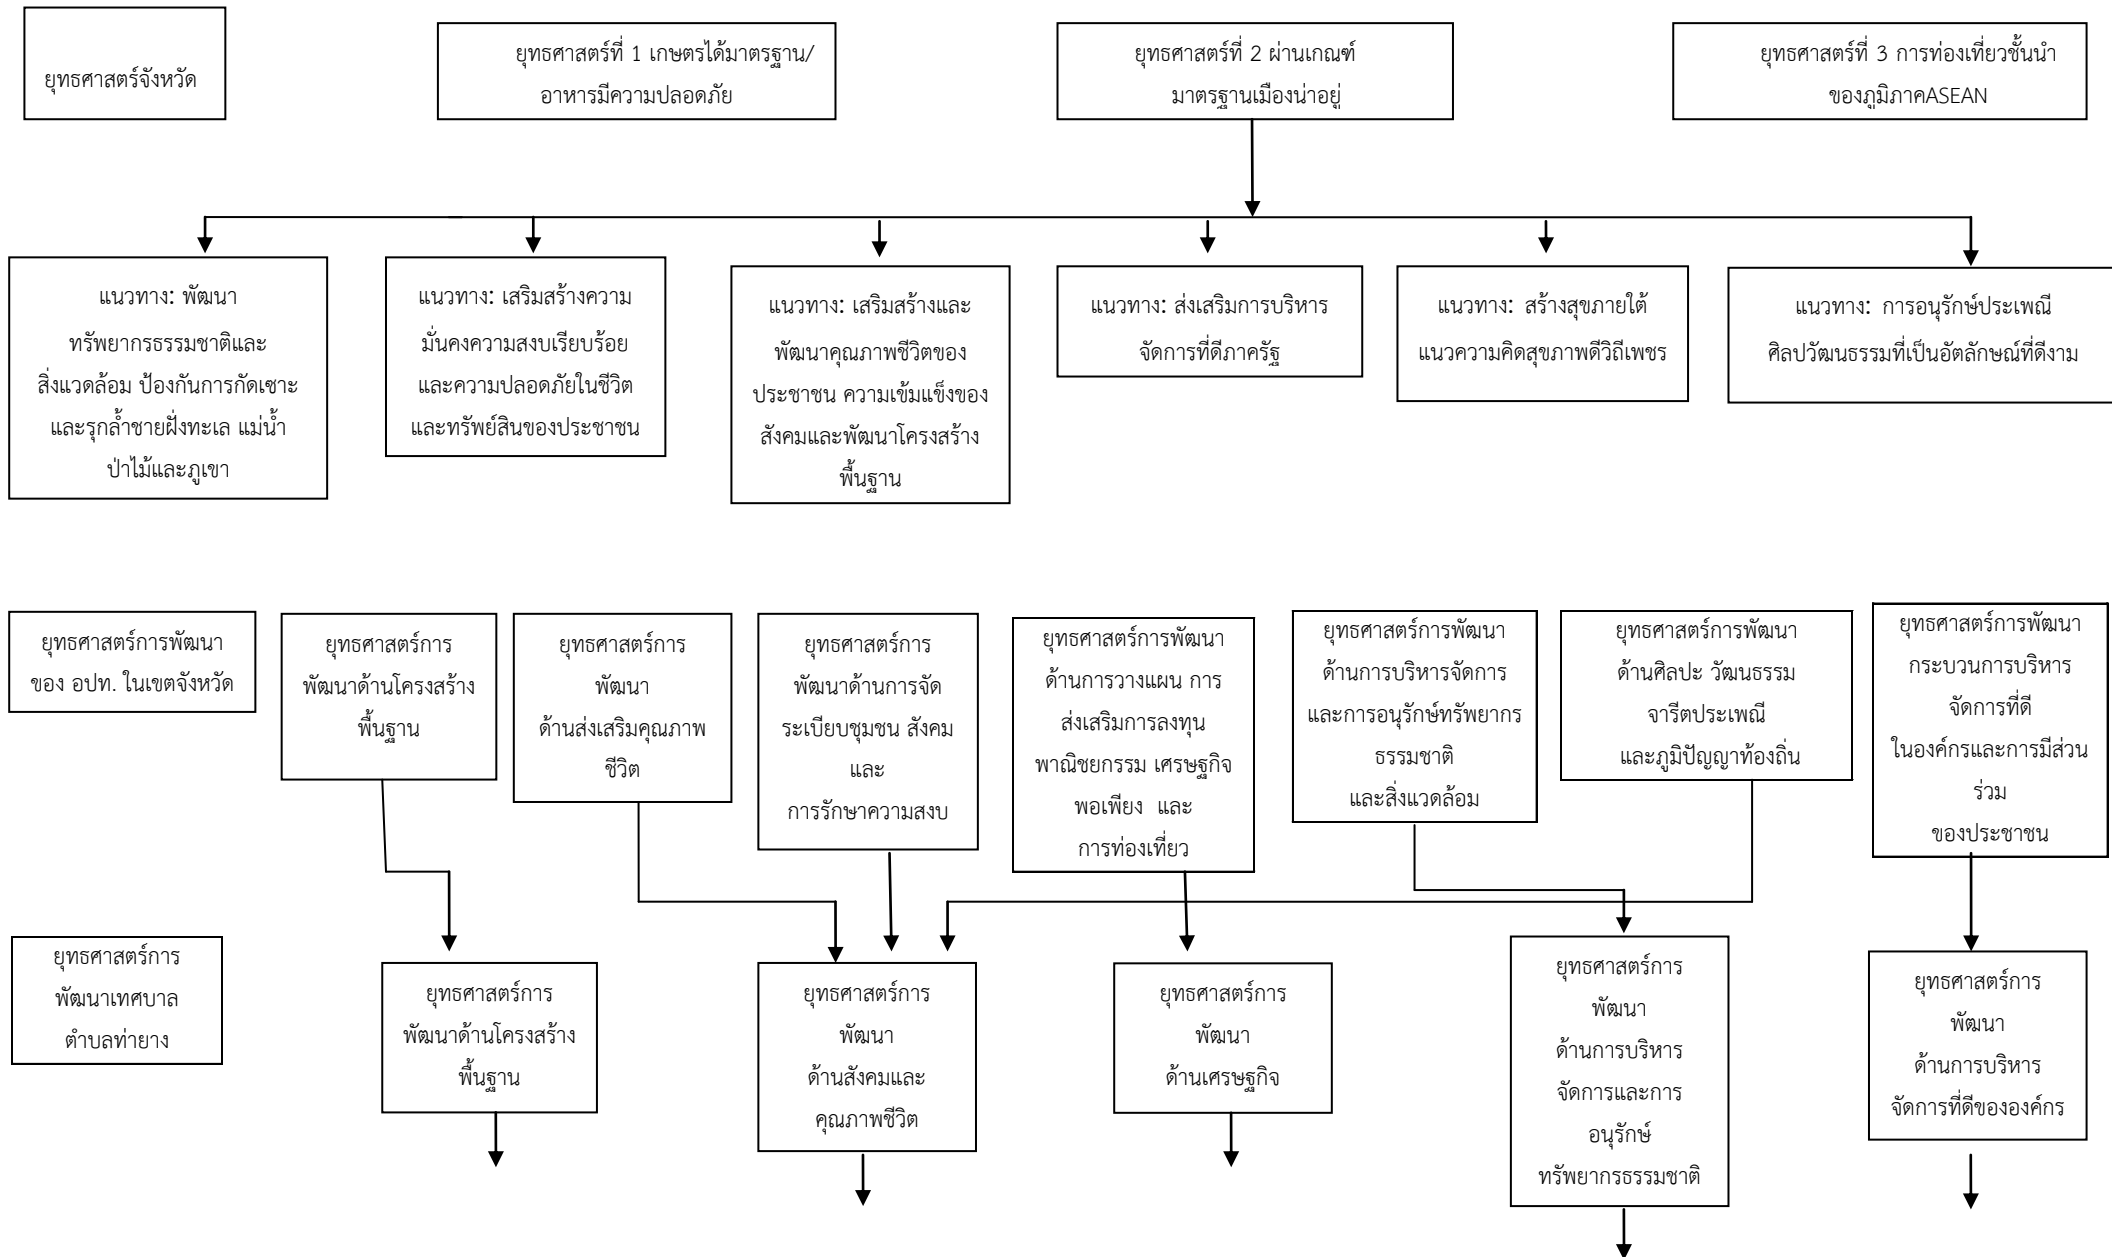 ยุทธศาสตร์จังหวัด
ยุทธศาสตร์ที่ 1 เกษตรได้มาตรฐาน/
อาหารมีความปลอดภัย
ยุทธศาสตร์ที่ 2 ผ่านเกณฑ์
มาตรฐานเมืองน่าอยู่
ยุทธศาสตร์ที่ 3 การท่องเที่ยวชั้นนำ
ของภูมิภาคASEAN
แนวทาง: พัฒนา
ทรัพยากรธรรมชาติและ
สิ่งแวดล้อม ป้องกันการกัดเซาะ
และรุกล้ำชายฝั่งทะเล แม่น้ำ
ป่าไม้และภูเขา
แนวทาง: เสริมสร้างความ
มั่นคงความสงบเรียบร้อย
และความปลอดภัยในชีวิต
และทรัพย์สินของประชาชน
แนวทาง: เสริมสร้างและ
พัฒนาคุณภาพชีวิตของ
ประชาชน ความเข้มแข็งของ
สังคมและพัฒนาโครงสร้าง
พื้นฐาน
แนวทาง: ส่งเสริมการบริหาร
จัดการที่ดีภาครัฐ
แนวทาง: สร้างสุขภายใต้
แนวความคิดสุขภาพดีวิถีเพชร
แนวทาง: การอนุรักษ์ประเพณี
ศิลปวัฒนธรรมที่เป็นอัตลักษณ์ที่ดีงาม
ยุทธศาสตร์การพัฒนา
ของ อปท. ในเขตจังหวัด
ยุทธศาสตร์การ
พัฒนาด้านโครงสร้าง
พื้นฐาน
ยุทธศาสตร์การ
พัฒนา
ด้านส่งเสริมคุณภาพ
ชีวิต
ยุทธศาสตร์การ
พัฒนาด้านการจัด
ระเบียบชุมชน สังคม
และ
การรักษาความสงบ
ยุทธศาสตร์การพัฒนา
ด้านการวางแผน การ
ส่งเสริมการลงทุน
พาณิชยกรรม เศรษฐกิจ
พอเพียง และ
การท่องเที่ยว
ยุทธศาสตร์การพัฒนา
ด้านการบริหารจัดการ
และการอนุรักษ์ทรัพยากร
ธรรมชาติ
และสิ่งแวดล้อม
ยุทธศาสตร์การพัฒนา
ด้านศิลปะ วัฒนธรรม
จารีตประเพณี
และภูมิปัญญาท้องถิ่น
ยุทธศาสตร์การพัฒนา
กระบวนการบริหาร
จัดการที่ดี
ในองค์กรและการมีส่วน
ร่วม
ของประชาชน
ยุทธศาสตร์การ
พัฒนาเทศบาล
ตำบลท่ายาง
ยุทธศาสตร์การ
พัฒนาด้านโครงสร้าง
พื้นฐาน
ยุทธศาสตร์การ
พัฒนา
ด้านสังคมและ
คุณภาพชีวิต
ยุทธศาสตร์การ
พัฒนา
ด้านเศรษฐกิจ
ยุทธศาสตร์การ
พัฒนา
ด้านการบริหาร
จัดการและการ
อนุรักษ์
ทรัพยากรธรรมชาติ
ยุทธศาสตร์การ
พัฒนา
ด้านการบริหาร
จัดการที่ดีขององค์กร